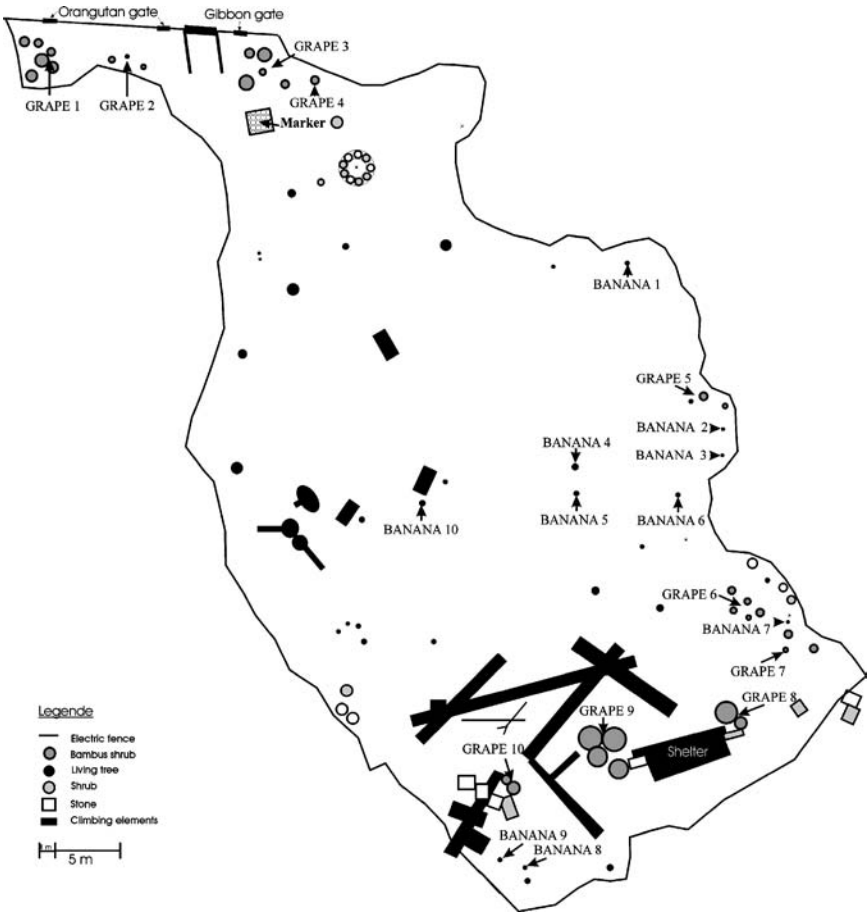 Orangutan gate
Gibbon gate
GRAPE 3
GRAPE 1
GRAPE 2
GRAPE 4
Marker
BANANA 1
GRAPE 5
BANANA 2
BANANA 3
BANANA 4
BANANA 10
BANANA 5
BANANA 6
GRAPE 6
BANANA 7
GRAPE 7
GRAPE 8
GRAPE 9
Shelter
GRAPE 10
BANANA 9
BANANA 8
Legende
Electric fence
Bambus shrub
Living tree
Shrub
Stone
Climbing elements
1 m
5 m